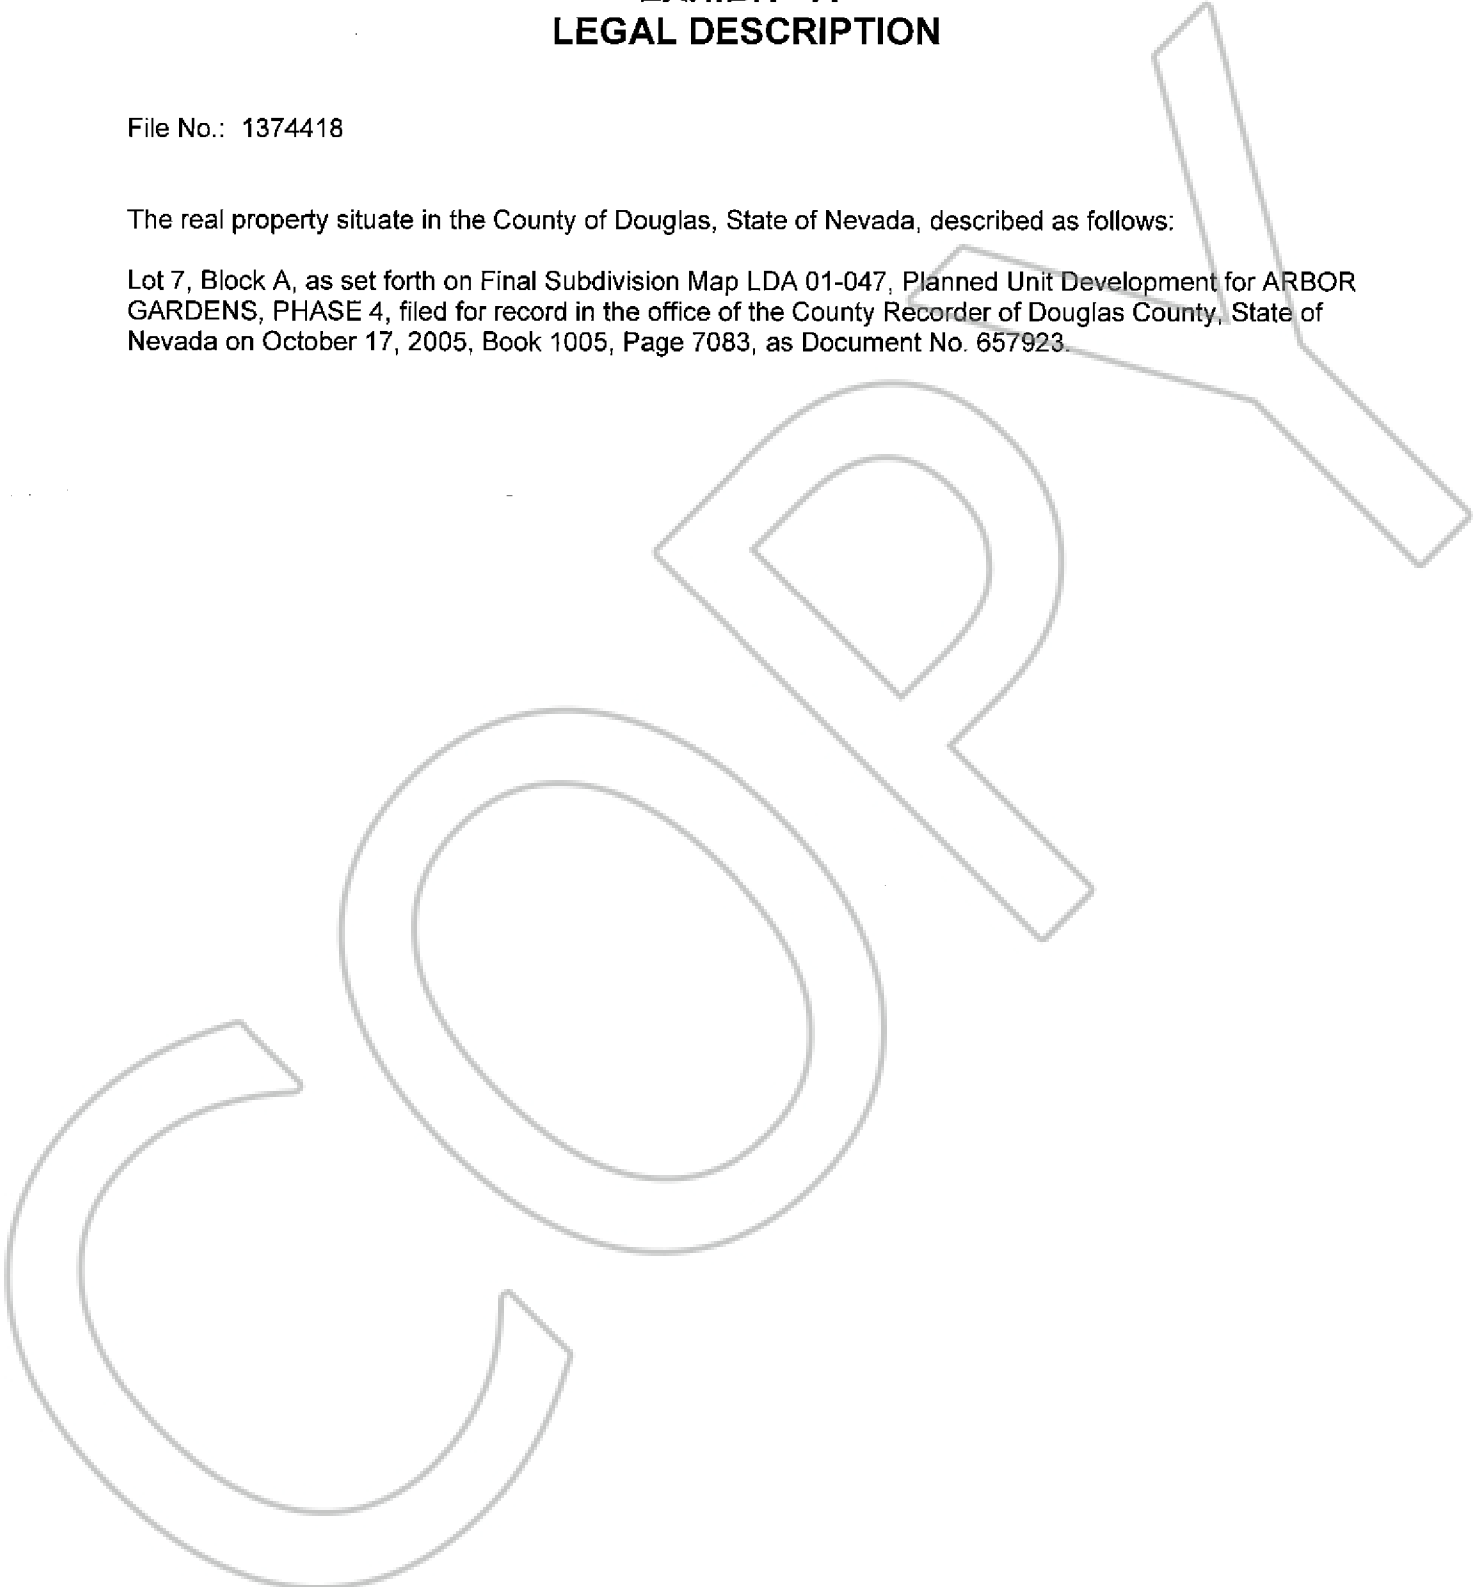 LEGAL DESCRIPTION
File No.: 1374418
The real property situate in the County of Douglas, State of Nevada, described as follows:
Lot 7, Block A, as set forth on Final Subdivision Map LDA 01-047, Planned Unit Development for ARBOR
GARDENS, PHASE 4, filed for record in the office of the County Recorder of Douglas County, State of
Nevada on October 17, 2005, Book 1005, Page 7083, as Document No. 657923.
COPY